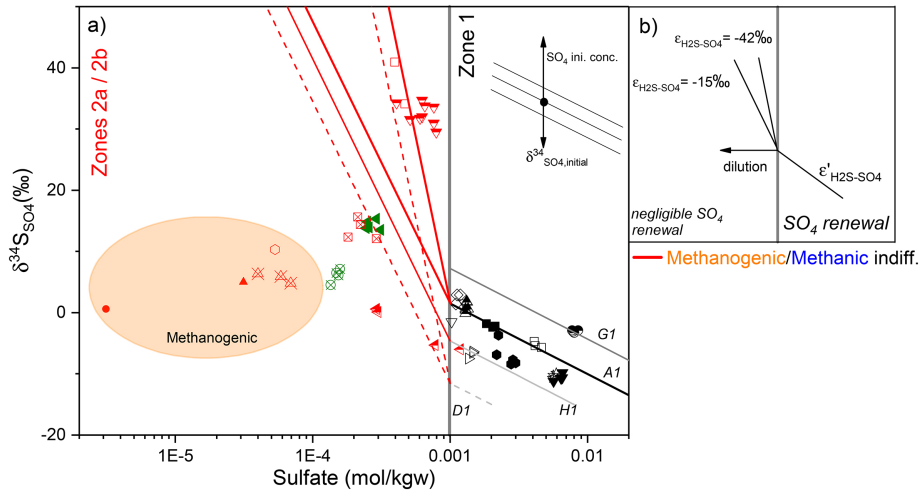 a)
Zones 2a / 2b
Zone 1
SO4 ini. conc.
δ34SO4,initial
Methanogenic
D1
H1
A1
G1
40
20
0
-20
δ34SSO4(‰)
1E-5
1E-4
0.001
0.01
Sulfate (mol/kgw)
b)
εH2S-SO4= -42‰
εH2S-SO4= -15‰
dilution
ε'H2S-SO4
negligible SO4
renewal
SO4 renewal
Methanogenic/Methanic indiff.